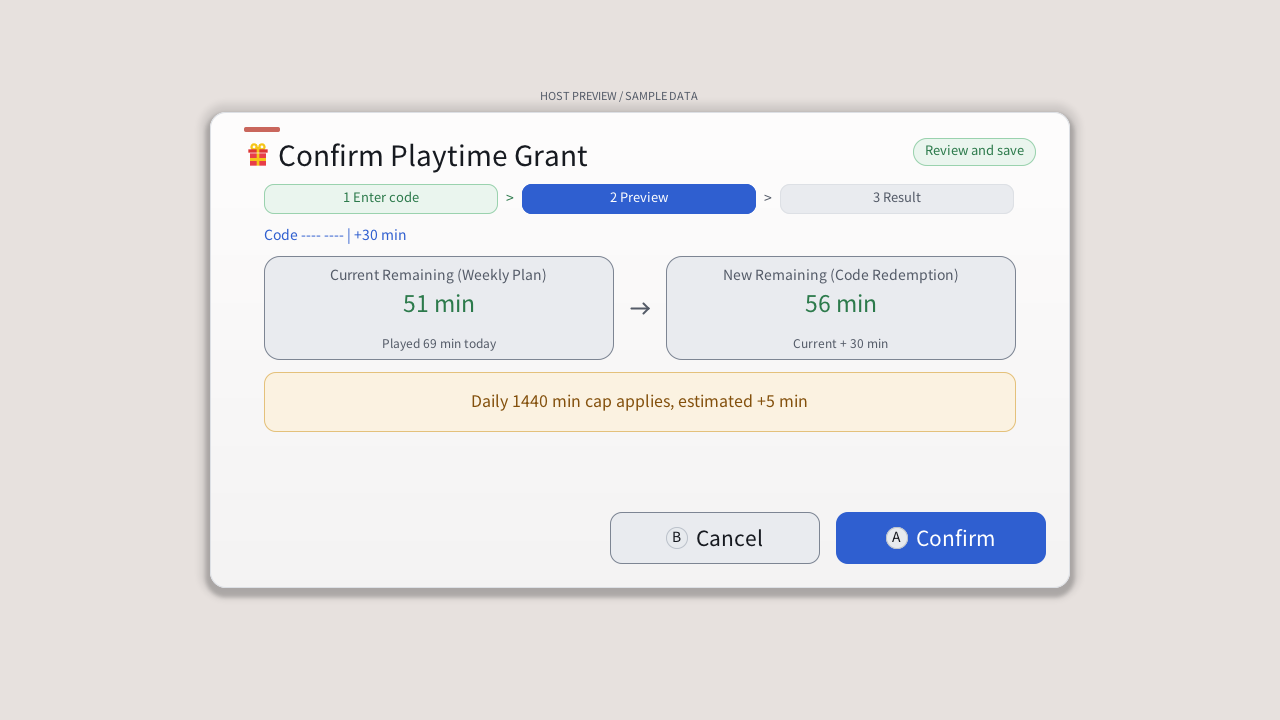 HOST PREVIEW / SAMPLE DATA
Confirm Playtime Grant
Review and save
1 Enter code > 2 Preview > 3 Result
Code ---- ---- | +30 min
Current Remaining (Weekly Plan)
51 min
Played 69 min today
→
New Remaining (Code Redemption)
56 min
Current + 30 min
Daily 1440 min cap applies, estimated +5 min
B Cancel
A Confirm